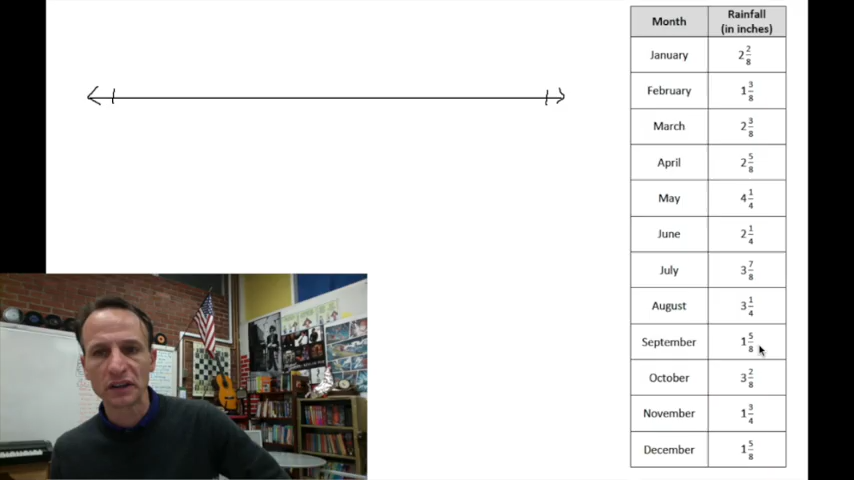 Month Rainfall
(in inches)
January 2 2/8
February 1 3/8
March 2 3/8
April 2 5/8
May 4 1/4
June 2 1/4
July 3 7/8
August 3 1/4
September 1 5/8
October 3 2/8
November 1 3/4
December 1 5/8